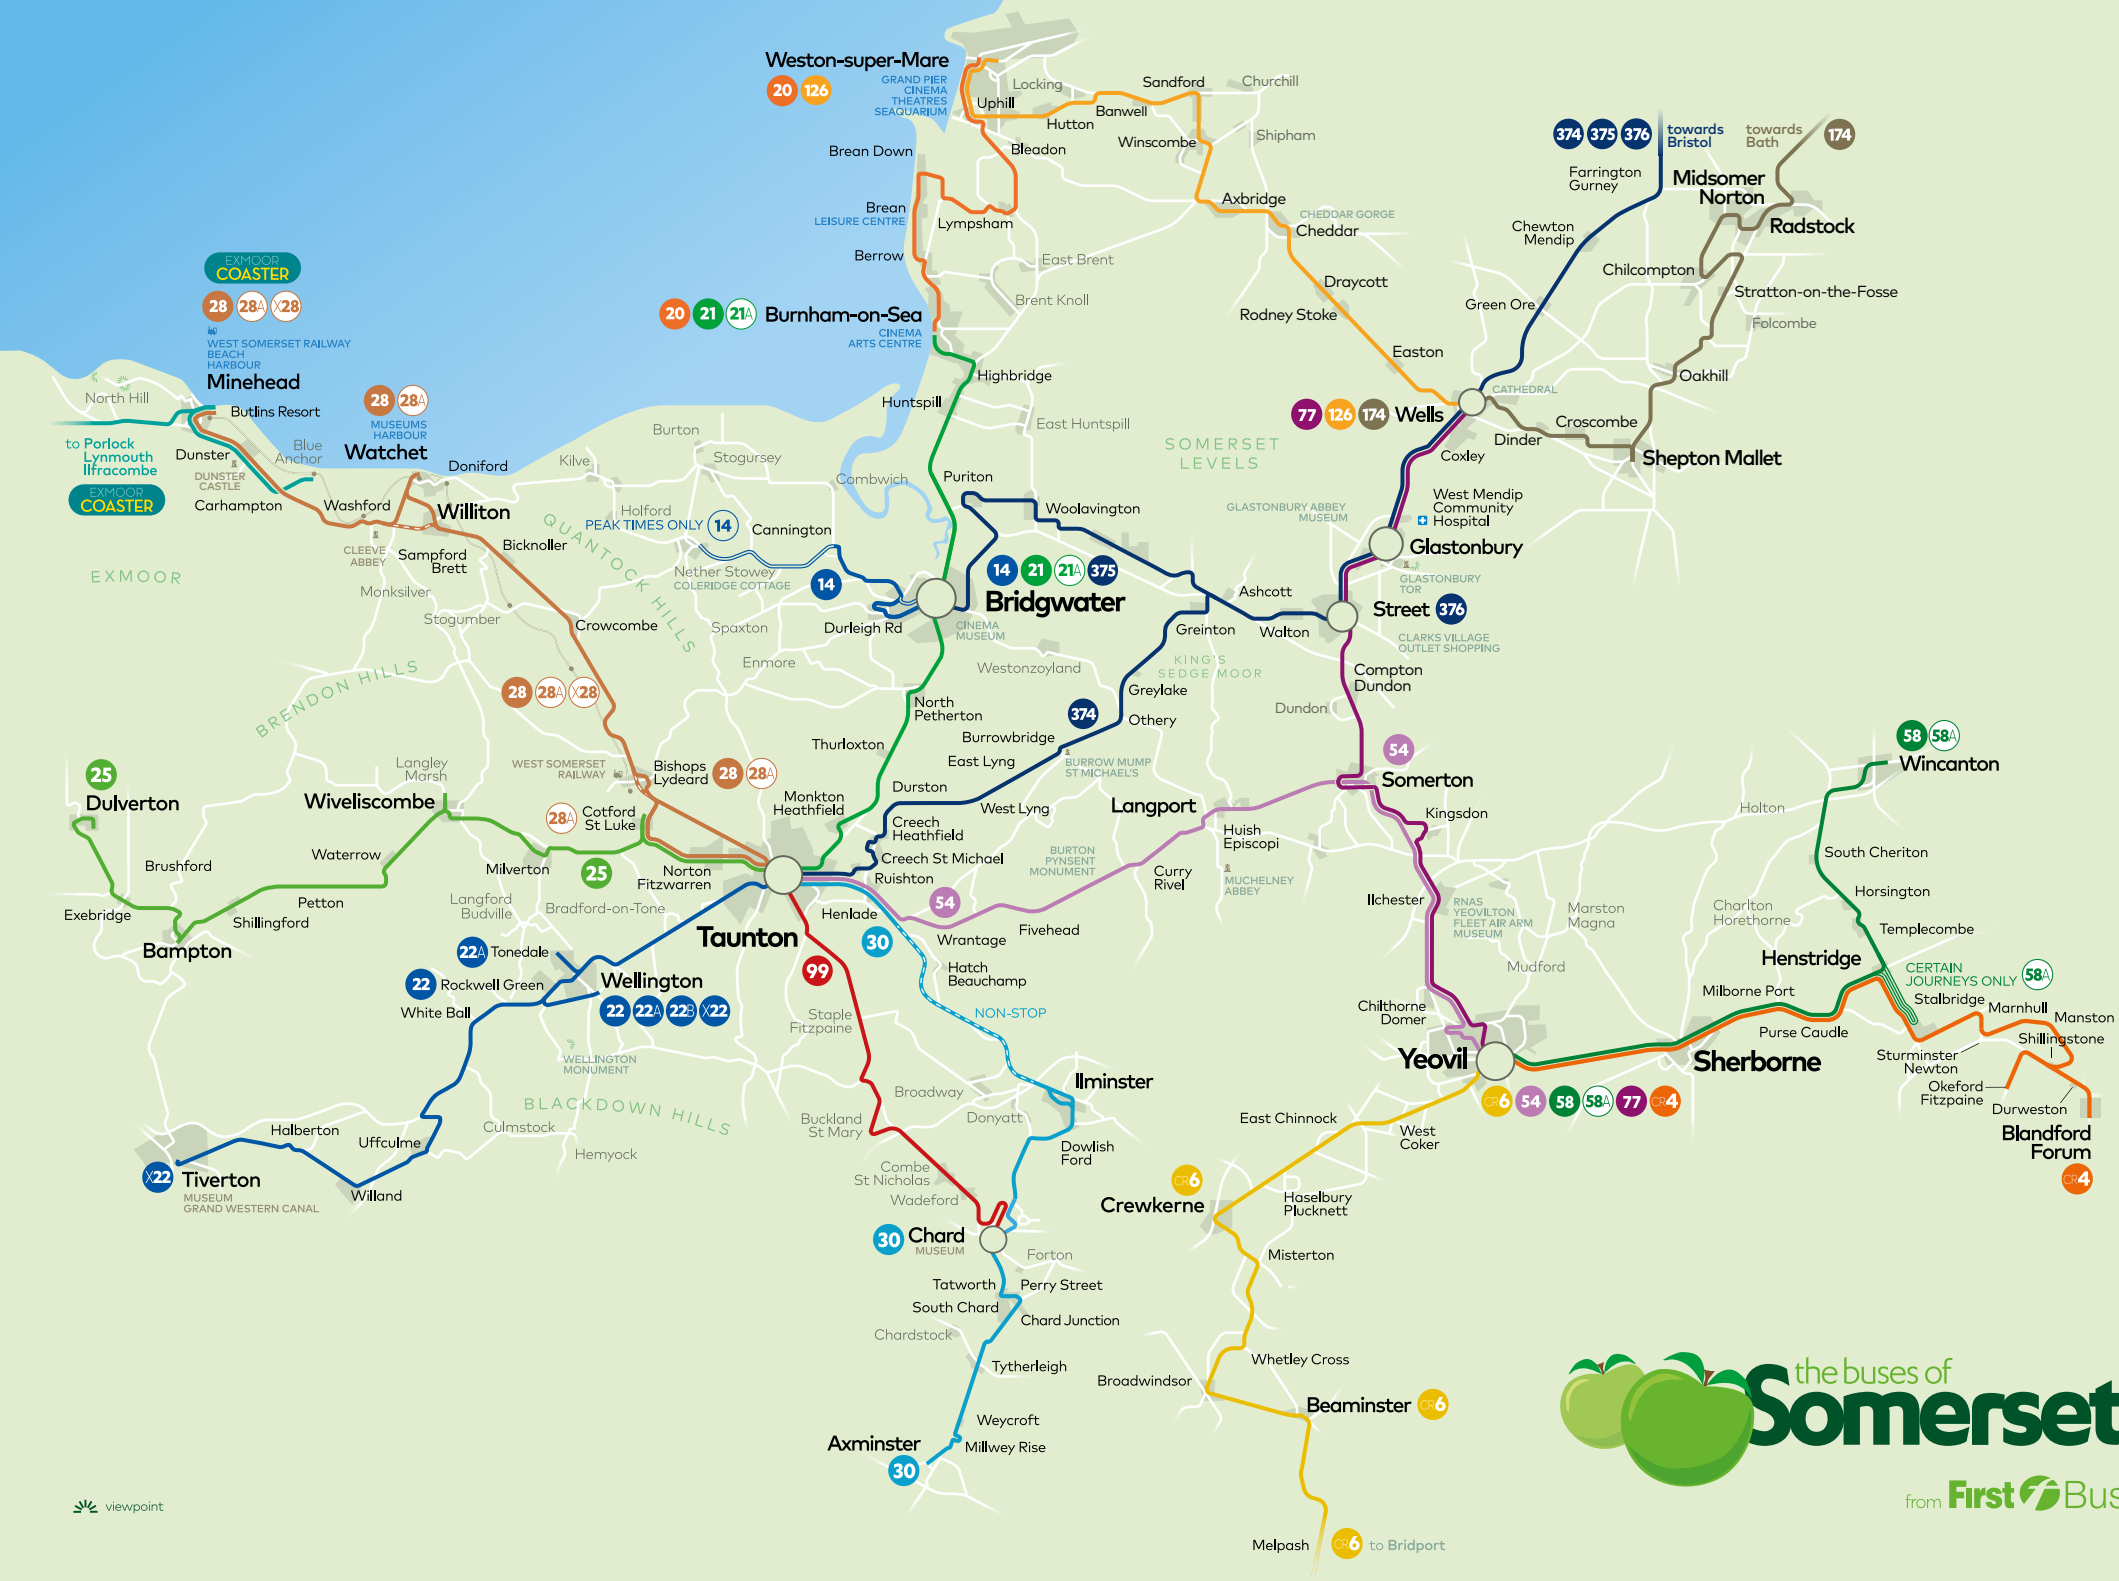 Weston-super-Mare
20 126
GRAND PIER
CINEMA
THEATRES
SEAQUARIUM
Uphill
Locking
Hutton
Banwell
Sandford
Churchill
Winscombe
Shipham
Bleadon
Brean Down
Brean
LEISURE CENTRE
Lympsham
Berrow
Axbridge
CHEDDAR GORGE
Cheddar
East Brent
Brent Knoll
Draycott
Rodney Stoke
Easton
374 375 376
towards
Bristol
towards
Bath
174
Farrington
Gurney
Midsomer
Norton
Radstock
Chewton
Mendip
Chilcompton
Green Ore
Stratton-on-the-Fosse
Folcombe
Oakhill
EXMOOR
COASTER
28 28A X28
WEST SOMERSET RAILWAY
BEACH
HARBOUR
Minehead
20 21 21A
Burnham-on-Sea
CINEMA
ARTS CENTRE
Highbridge
Huntspill
East Huntspill
North Hill
Butlins Resort
28 28A
MUSEUMS
HARBOUR
Watchet
Blue
Anchor
to Porlock
Lynmouth
Ilfracombe
EXMOOR
COASTER
Dunster
DUNSTER
CASTLE
Carhampton
Washford
Doniford
Williton
CLEEVE
ABBEY
Sampford
Brett
Bicknoller
EXMOOR
Monksilver
Stogumber
Crowcombe
QUANTOCK HILLS
BRENDON HILLS
Burton
Kilve
Stogursey
Combwich
Holford
PEAK TIMES ONLY 14
Cannington
Nether Stowey
COLERIDGE COTTAGE
14
Durleigh Rd
Spaxton
Enmore
Puriton
Woolavington
14 21 21A 375
Bridgwater
CINEMA
MUSEUM
Westonzoyland
SOMERSET
LEVELS
77 126 174 Wells
CATHEDRAL
Dinder
Croscombe
Shepton Mallet
Coxley
West Mendip
Community
Hospital
GLASTONBURY ABBEY
MUSEUM
Glastonbury
GLASTONBURY
TOR
Street 376
CLARKS VILLAGE
OUTLET SHOPPING
Ashcott
Walton
Greinton
KING'S
SEDGE MOOR
Greylake
Othery
374
Burrowbridge
BURROW MUMP
ST MICHAEL'S
East Lyng
West Lyng
Compton
Dundon
Dundon
54
Somerton
Kingsdon
Langport
Huish
Episcopi
MUCHELNEY
ABBEY
BURTON
PYNSENT
MONUMENT
Curry
Rivel
Fivehead
Wrantage
54
28 28A X28
North
Petherton
Thurloxton
Durston
Monkton
Heathfield
Creech
Heathfield
Creech St Michael
Ruishton
Henlade
WEST SOMERSET
RAILWAY
Bishops
Lydeard
28 28A
28A
Cotford
St Luke
Norton
Fitzwarren
25
Dulverton
Langley
Marsh
Wiveliscombe
Brushford
Waterrow
Milverton
25
Exebridge
Shillingford
Petton
Bampton
Langford
Budville
Bradford-on-Tone
Taunton
99
30
Hatch
Beauchamp
NON-STOP
22A Tonedale
22 Rockwell Green
White Ball
Wellington
22 22A 22B X22
WELLINGTON
MONUMENT
BLACKDOWN HILLS
Staple
Fitzpaine
Broadway
Donyatt
Ilminster
Dowlish
Ford
Buckland
St Mary
Combe
St Nicholas
Wadeford
Culmstock
Hemyock
Halberton
Uffculme
X22 Tiverton
MUSEUM
GRAND WESTERN CANAL
Willand
30 Chard
MUSEUM
Forton
Tatworth
Perry Street
South Chard
Chard Junction
Chardstock
Tytherleigh
Weycroft
Axminster
Millwey Rise
30
58 58A
Wincanton
Holton
South Cheriton
Horsington
Charlton
Horethorne
Templecombe
Henstridge
CERTAIN
JOURNEYS ONLY 58A
Stalbridge
Marnhull
Manston
Shillingstone
Sturminster
Newton
Okeford
Fitzpaine
Durweston
Blandford
Forum
CR4
Ilchester
RNAS
YEOVILTON
FLEET AIR ARM
MUSEUM
Marston
Magna
Mudford
Chilthorne
Domer
Yeovil
CR6 54 58 58A 77 CR4
Milborne Port
Purse Caudle
Sherborne
East Chinnock
West
Coker
CR6
Crewkerne
Haselbury
Plucknett
Misterton
Whetley Cross
Broadwindsor
Beaminster CR6
Melpash
CR6 to Bridport
the buses of
Somerset
from First Bus
viewpoint